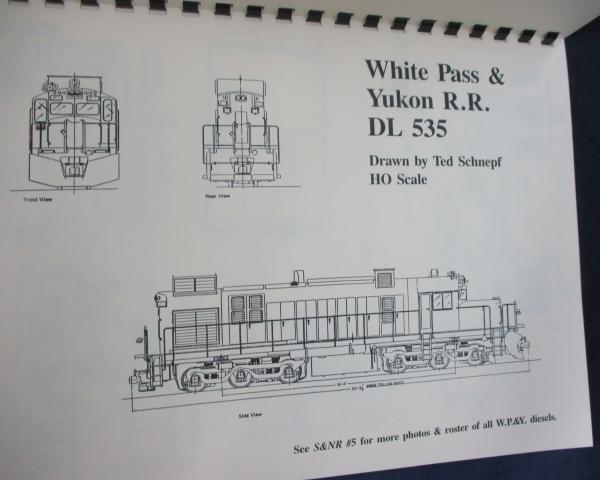 White Pass &
Yukon R.R.
DL 535
Drawn by Ted Schnepf
HO Scale
Front View
Rear View
Side View
See S&NR #5 for more photos & roster of all W.P.&Y. diesels.